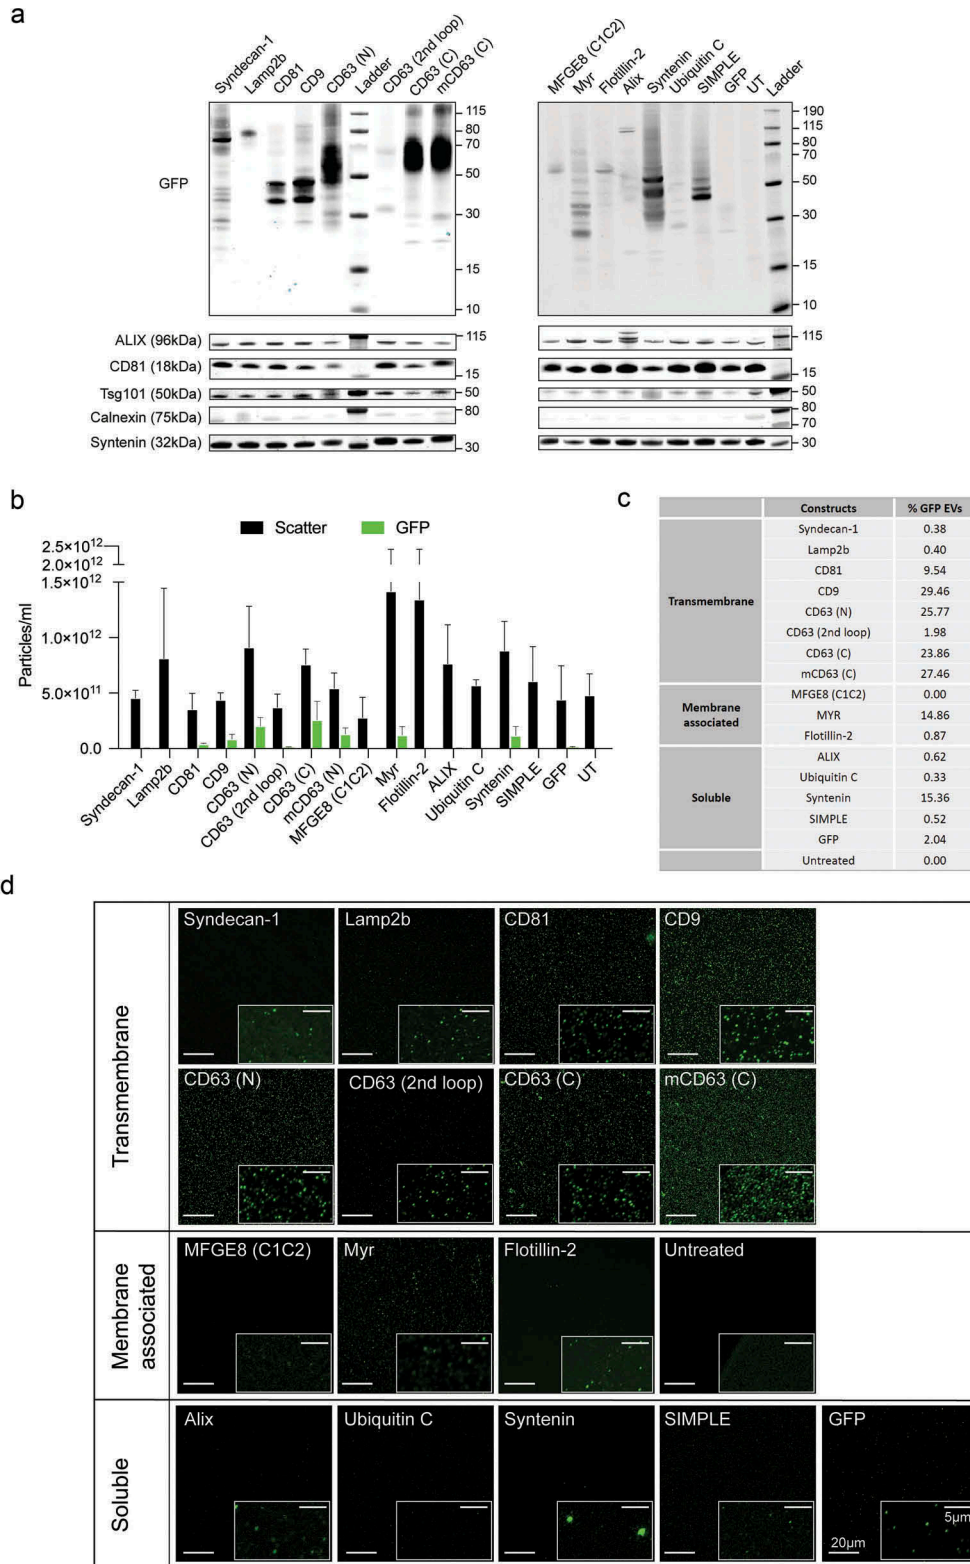 a
Syndecan-1
Lamp2b
CD81
CD9
CD63 (N)
Ladder
CD63 (2nd loop)
CD63 (C)
mCD63 (C)
MFGE8 (C1C2)
Myr
Flotillin-2
Alix
Syntenin
Ubiquitin C
SIMPLE
GFP
UT
Ladder
GFP
115
80
70
50
30
15
10
190
115
80
70
50
30
15
10
ALIX (96kDa)
115
115
CD81 (18kDa)
15
15
Tsg101 (50kDa)
50
50
Calnexin (75kDa)
80
80
70
Syntenin (32kDa)
30
30
b
Scatter
GFP
Particles/ml
2.5×10¹²
2.0×10¹²
1.5×10¹²
1.0×10¹²
5.0×10¹¹
0.0
Syndecan-1
Lamp2b
CD81
CD9
CD63 (N)
CD63 (2nd loop)
CD63 (C)
mCD63 (N)
MFGE8 (C1C2)
Myr
Flotillin-2
ALIX
Ubiquitin C
Syntenin
SIMPLE
GFP
UT
c
Constructs % GFP EVs
Transmembrane
Syndecan-1 0.38
Lamp2b 0.40
CD81 9.54
CD9 29.46
CD63 (N) 25.77
CD63 (2nd loop) 1.98
CD63 (C) 23.86
mCD63 (C) 27.46
Membrane
associated
MFGE8 (C1C2) 0.00
MYR 14.86
Flotillin-2 0.87
Soluble
ALIX 0.62
Ubiquitin C 0.33
Syntenin 15.36
SIMPLE 0.52
GFP 2.04
Untreated 0.00
d
Transmembrane
Syndecan-1
Lamp2b
CD81
CD9
CD63 (N)
CD63 (2nd loop)
CD63 (C)
mCD63 (C)
Membrane
associated
MFGE8 (C1C2)
Myr
Flotillin-2
Untreated
Soluble
Alix
Ubiquitin C
Syntenin
SIMPLE
GFP
5µm
20µm